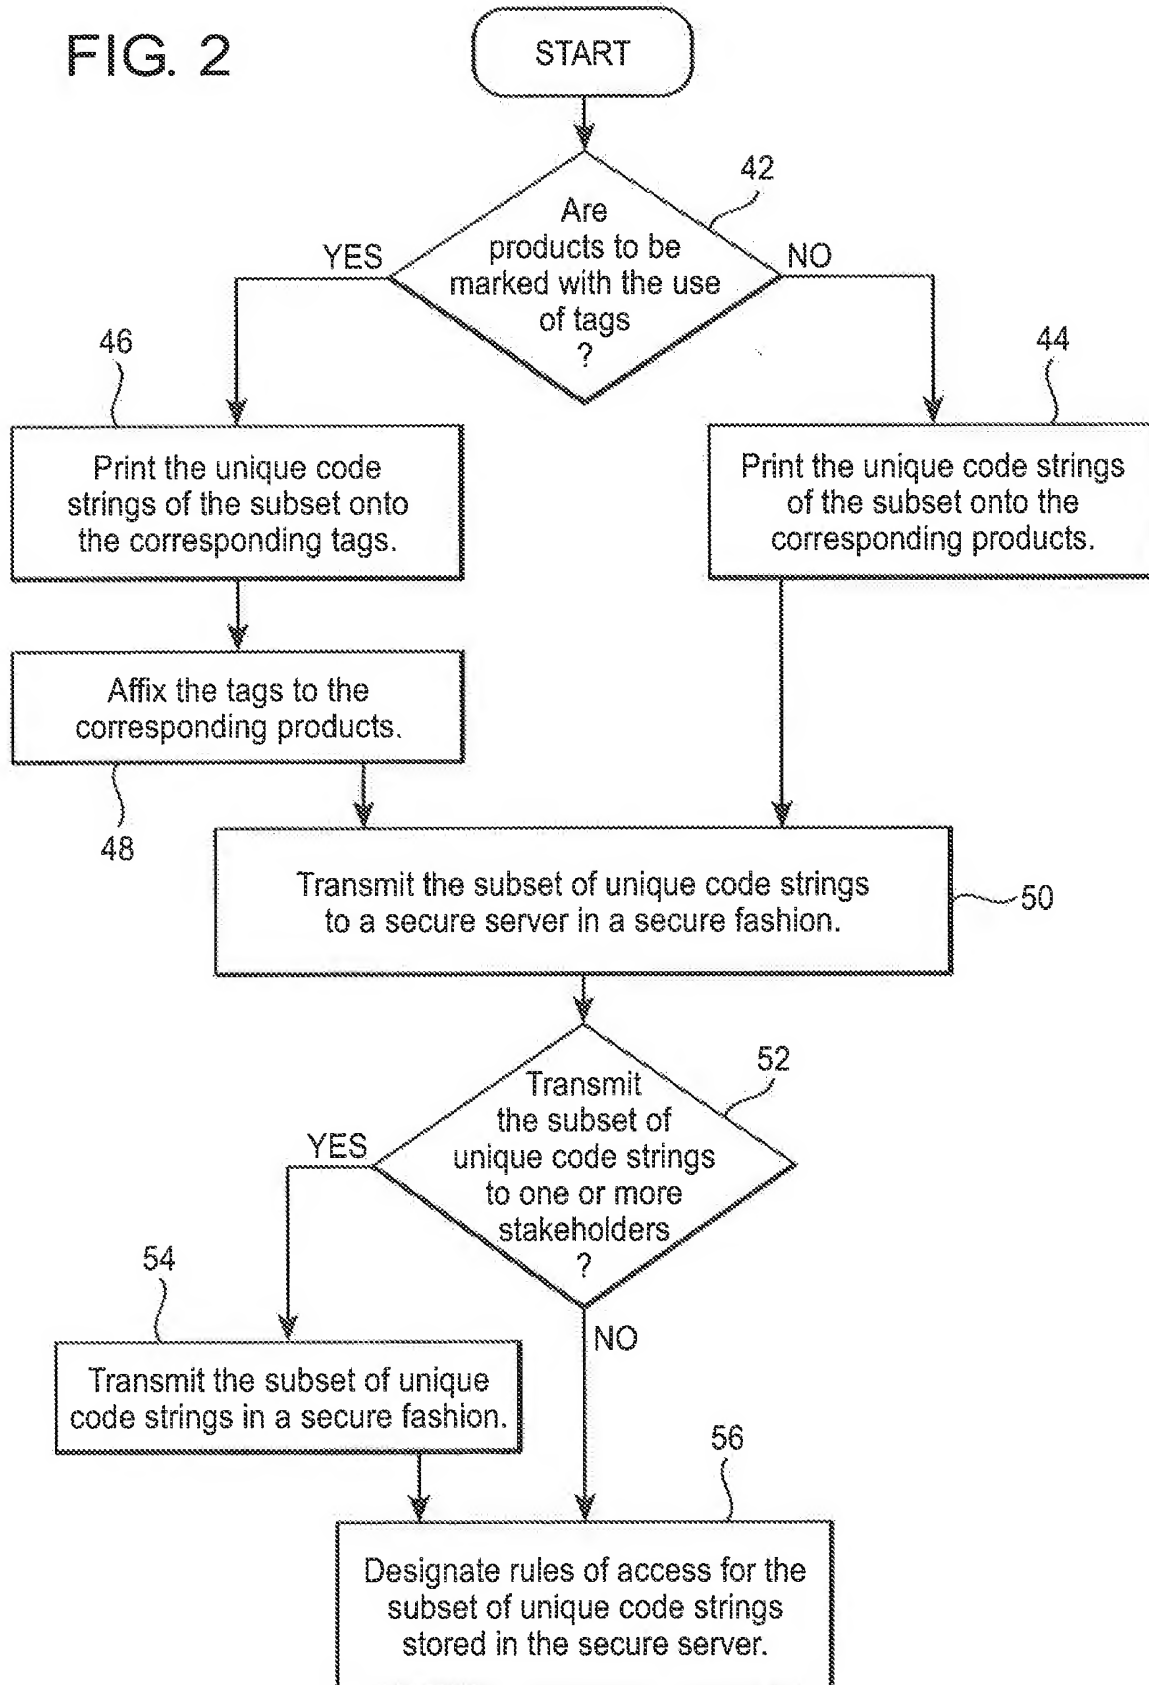 FIG. 2
START
42
Are
products to be
marked with the use
of tags
?
YES
NO
46
44
Print the unique code
strings of the subset onto
the corresponding tags.
Print the unique code strings
of the subset onto the
corresponding products.
Affix the tags to the
corresponding products.
48
Transmit the subset of unique code strings
to a secure server in a secure fashion.
50
52
Transmit
the subset of
unique code strings
to one or more
stakeholders
?
YES
NO
54
Transmit the subset of unique
code strings in a secure fashion.
56
Designate rules of access for the
subset of unique code strings
stored in the secure server.